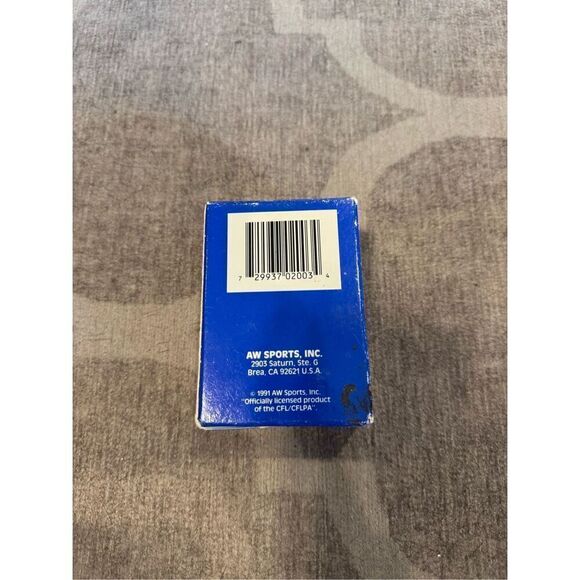 7 29937 02003 4
AW SPORTS, INC.
2903 Saturn, Ste. G
Brea, CA 92621 U.S.A.
© 1991 AW Sports, Inc.
"Officially licensed product
of the CFL/CFLPA".